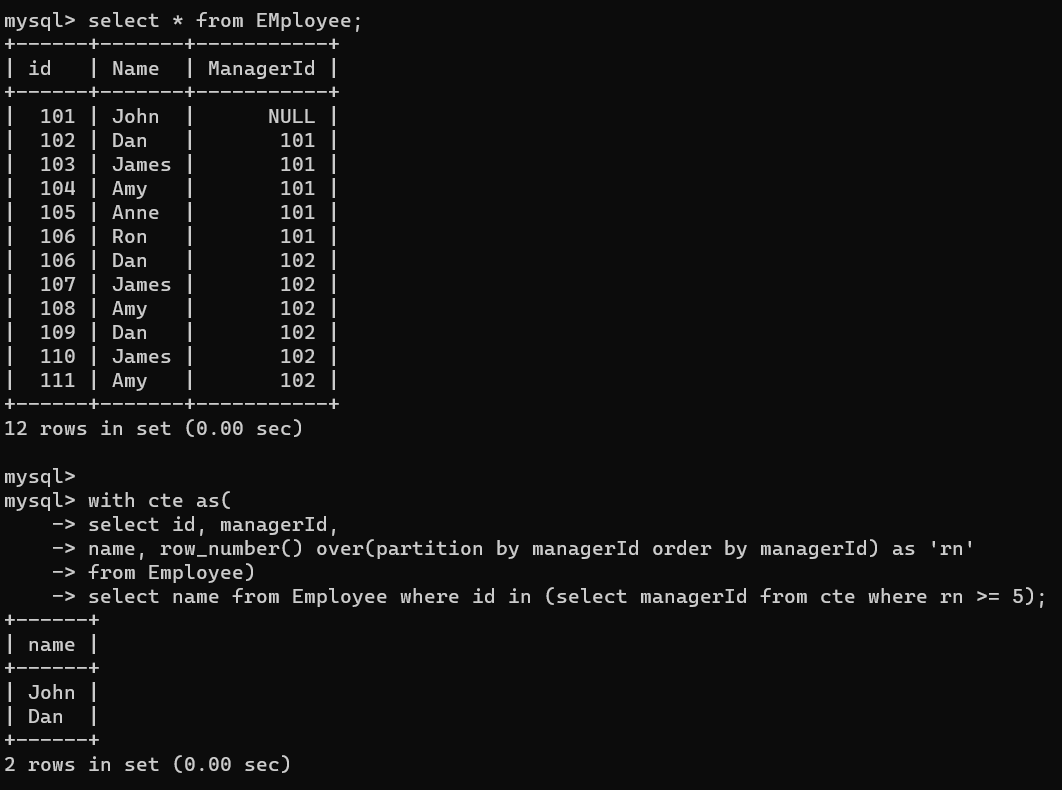 mysql> select * from EMployee;
+------+-------+-----------+
| id   | Name  | ManagerId |
+------+-------+-----------+
|  101 | John  |      NULL |
|  102 | Dan   |       101 |
|  103 | James |       101 |
|  104 | Amy   |       101 |
|  105 | Anne  |       101 |
|  106 | Ron   |       101 |
|  106 | Dan   |       102 |
|  107 | James |       102 |
|  108 | Amy   |       102 |
|  109 | Dan   |       102 |
|  110 | James |       102 |
|  111 | Amy   |       102 |
+------+-------+-----------+
12 rows in set (0.00 sec)

mysql>
mysql> with cte as(
    -> select id, managerId,
    -> name, row_number() over(partition by managerId order by managerId) as 'rn'
    -> from Employee)
    -> select name from Employee where id in (select managerId from cte where rn >= 5);
+------+
| name |
+------+
| John |
| Dan  |
+------+
2 rows in set (0.00 sec)